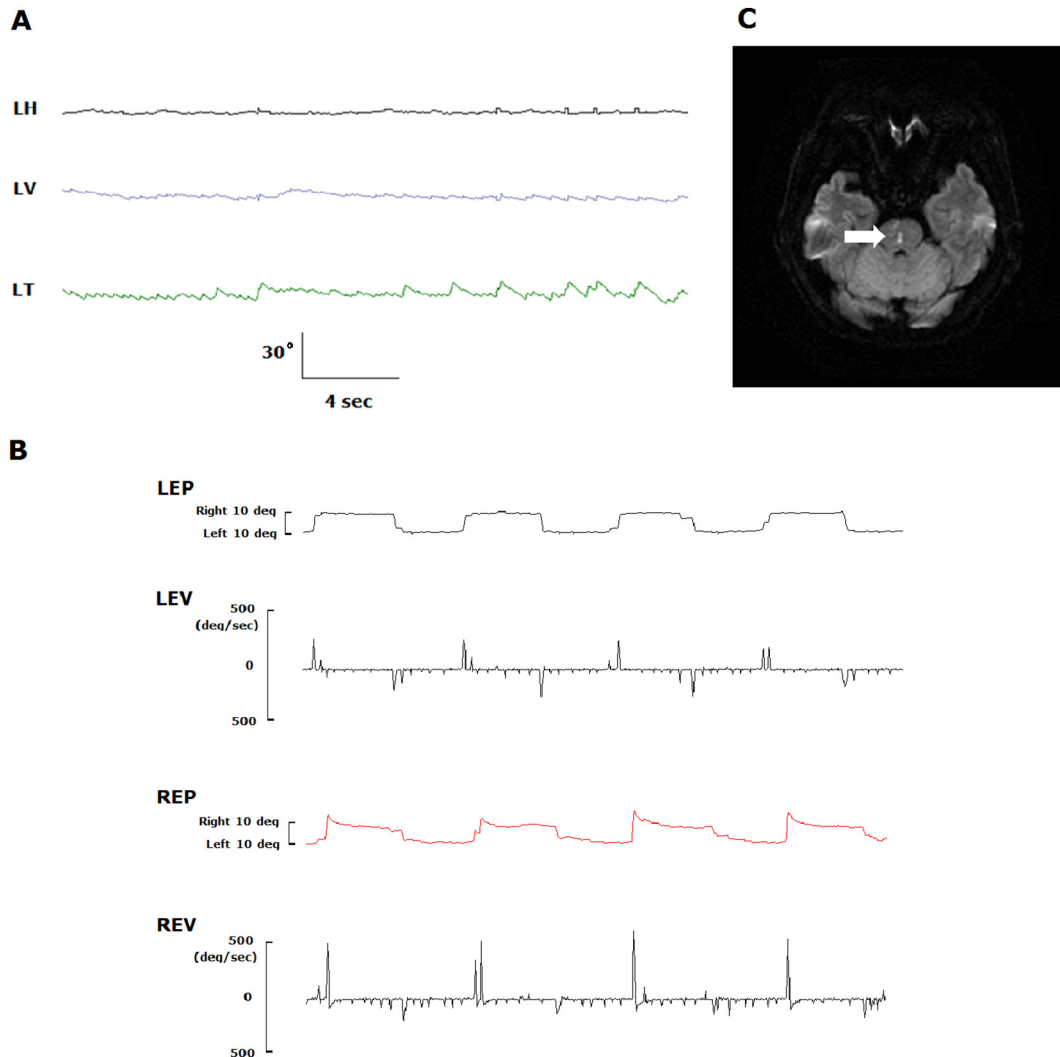 A
C
LH
LV
LT
30°
4 sec
B
LEP
Right 10 deg
Left 10 deg
LEV
500
(deg/sec)
0
500
REP
Right 10 deg
Left 10 deg
REV
500
(deg/sec)
0
500